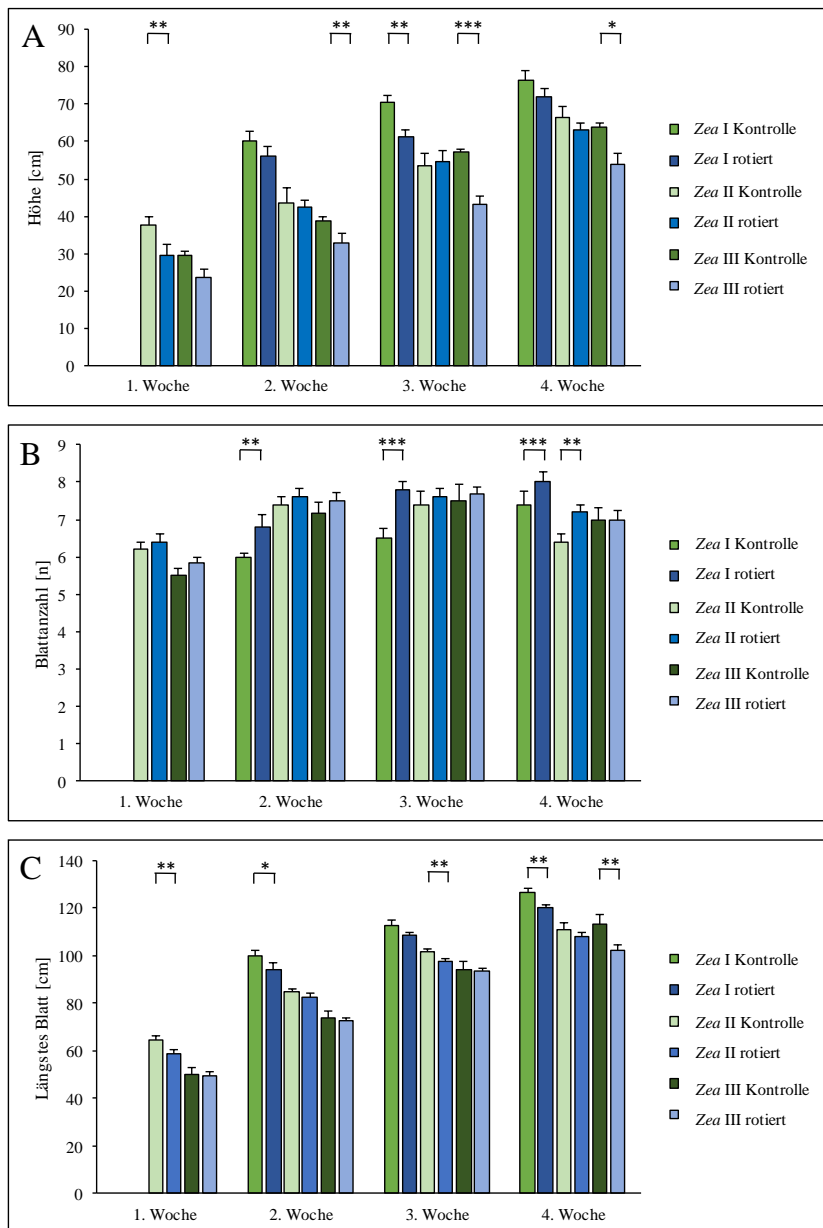 A
** ** ** *** *
90
80
70
60
50
40
30
20
10
0
Höhe [cm]
1. Woche 2. Woche 3. Woche 4. Woche
Zea I Kontrolle
Zea I rotiert
Zea II Kontrolle
Zea II rotiert
Zea III Kontrolle
Zea III rotiert
B
** *** *** **
9
8
7
6
5
4
3
2
1
0
Blattanzahl [n]
1. Woche 2. Woche 3. Woche 4. Woche
Zea I Kontrolle
Zea I rotiert
Zea II Kontrolle
Zea II rotiert
Zea III Kontrolle
Zea III rotiert
C
** * ** ** **
140
120
100
80
60
40
20
0
Längstes Blatt [cm]
1. Woche 2. Woche 3. Woche 4. Woche
Zea I Kontrolle
Zea I rotiert
Zea II Kontrolle
Zea II rotiert
Zea III Kontrolle
Zea III rotiert